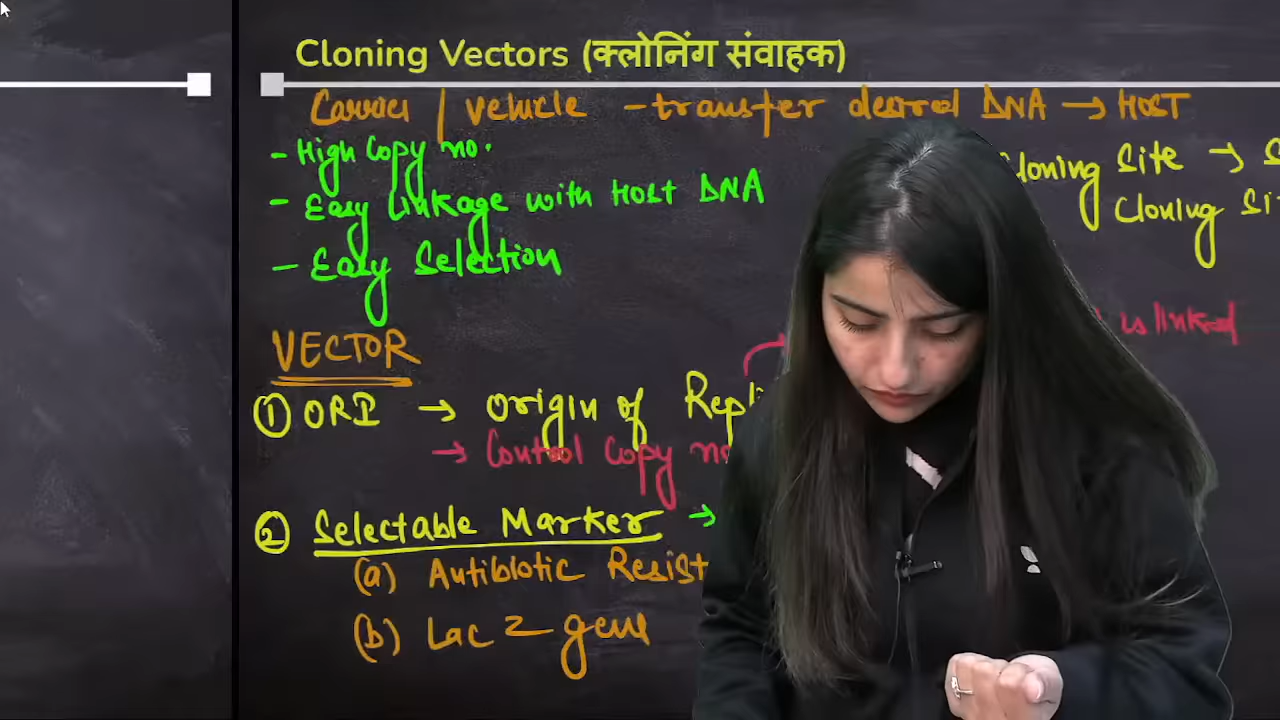 Cloning Vectors (क्लोनिंग संवाहक)
Carrier / Vehicle - transfer desired DNA → HOST
- High Copy no.
- Easy Linkage with Host DNA
- Easy Selection
Cloning Site →
Cloning
is linked
VECTOR
① ORI → Origin of
→ Control Copy
② Selectable Marker →
(a) Antibiotic Resist
(b) Lac Z gene